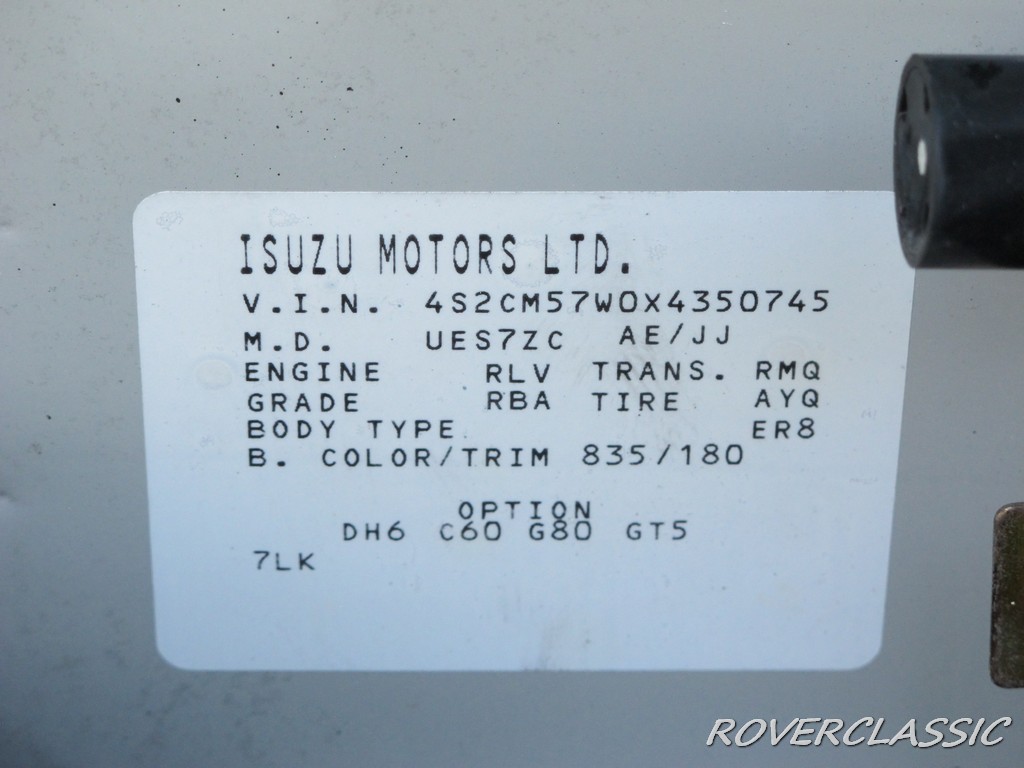 ISUZU MOTORS LTD.
V.I.N. 4S2CM57W0X4350745
M.D. UES7ZC AE/JJ
ENGINE RLV TRANS. RMQ
GRADE RBA TIRE AYQ
BODY TYPE ER8
B. COLOR/TRIM 835/180
OPTION
DH6 C60 G80 GT5
7LK
ROVERCLASSIC